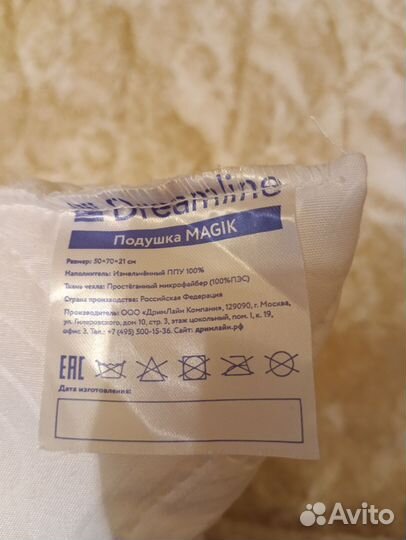 Dreamline
Подушка MAGIK
Размер: 50×70×21 см
Наполнитель: Измельчённый ППУ 100%
Ткань чехла: Простёганный микрофайбер (100%ПЭС)
Страна производства: Российская Федерация
Производитель: ООО «ДримЛайн Компани», 129090, г. Москва,
ул. Гиляровского, дом 10, стр. 3, этаж цокольный, пом. I, к. 19,
офис 3. Тел.: +7 (495) 500-15-36. Сайт: дримлайн.рф
EAC
Дата изготовления:
Avito